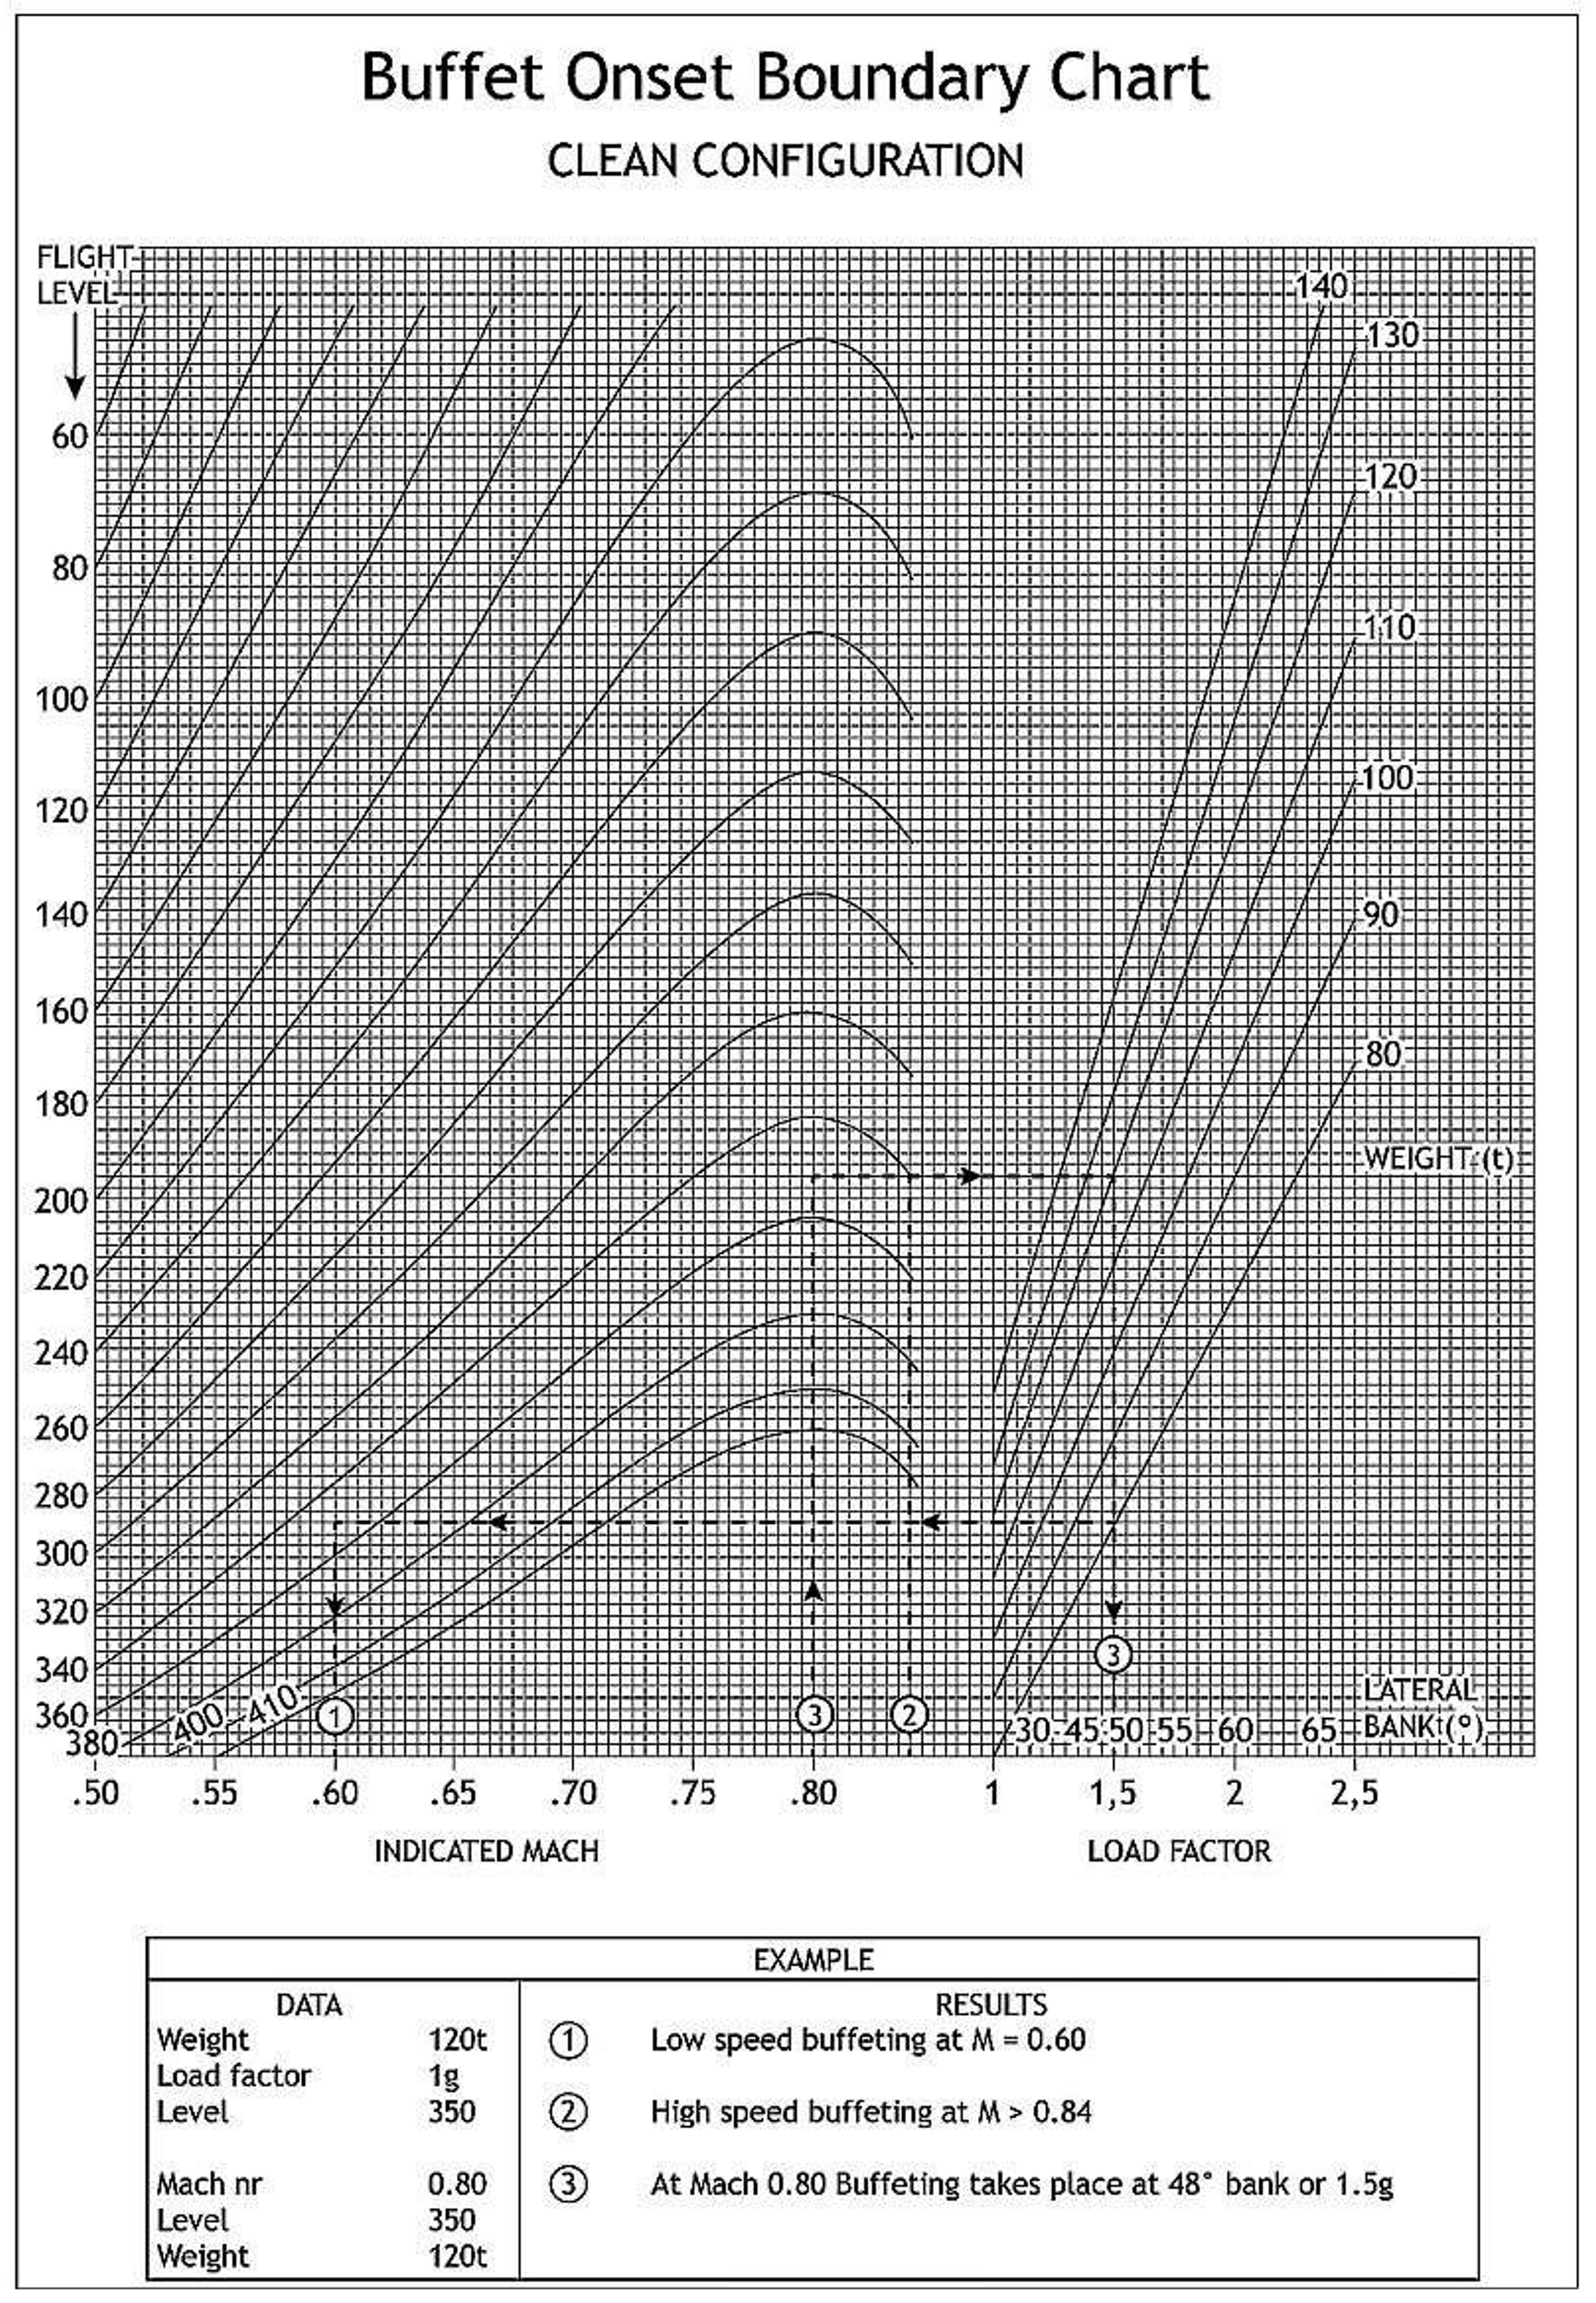 Buffet Onset Boundary Chart
CLEAN CONFIGURATION
FLIGHT
LEVEL
140
130
60
120
80
110
100
100
120
90
140
160
80
180
WEIGHT (t)
200
220
240
260
280
300
320
340
3
360
380
400
410
1
3
2
LATERAL
30 45 50 55 60 65 BANK (°)
.50 .55 .60 .65 .70 .75 .80 1 1,5 2 2,5
INDICATED MACH LOAD FACTOR
EXAMPLE
DATA RESULTS
Weight 120t 1 Low speed buffeting at M = 0.60
Load factor 1g
Level 350 2 High speed buffeting at M > 0.84
Mach nr 0.80 3 At Mach 0.80 Buffeting takes place at 48° bank or 1.5g
Level 350
Weight 120t